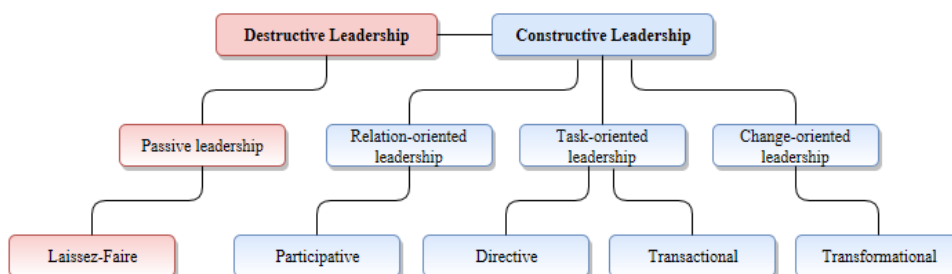 Destructive Leadership
Constructive Leadership
Passive leadership
Relation-oriented
leadership
Task-oriented
leadership
Change-oriented
leadership
Laissez-Faire
Participative
Directive
Transactional
Transformational